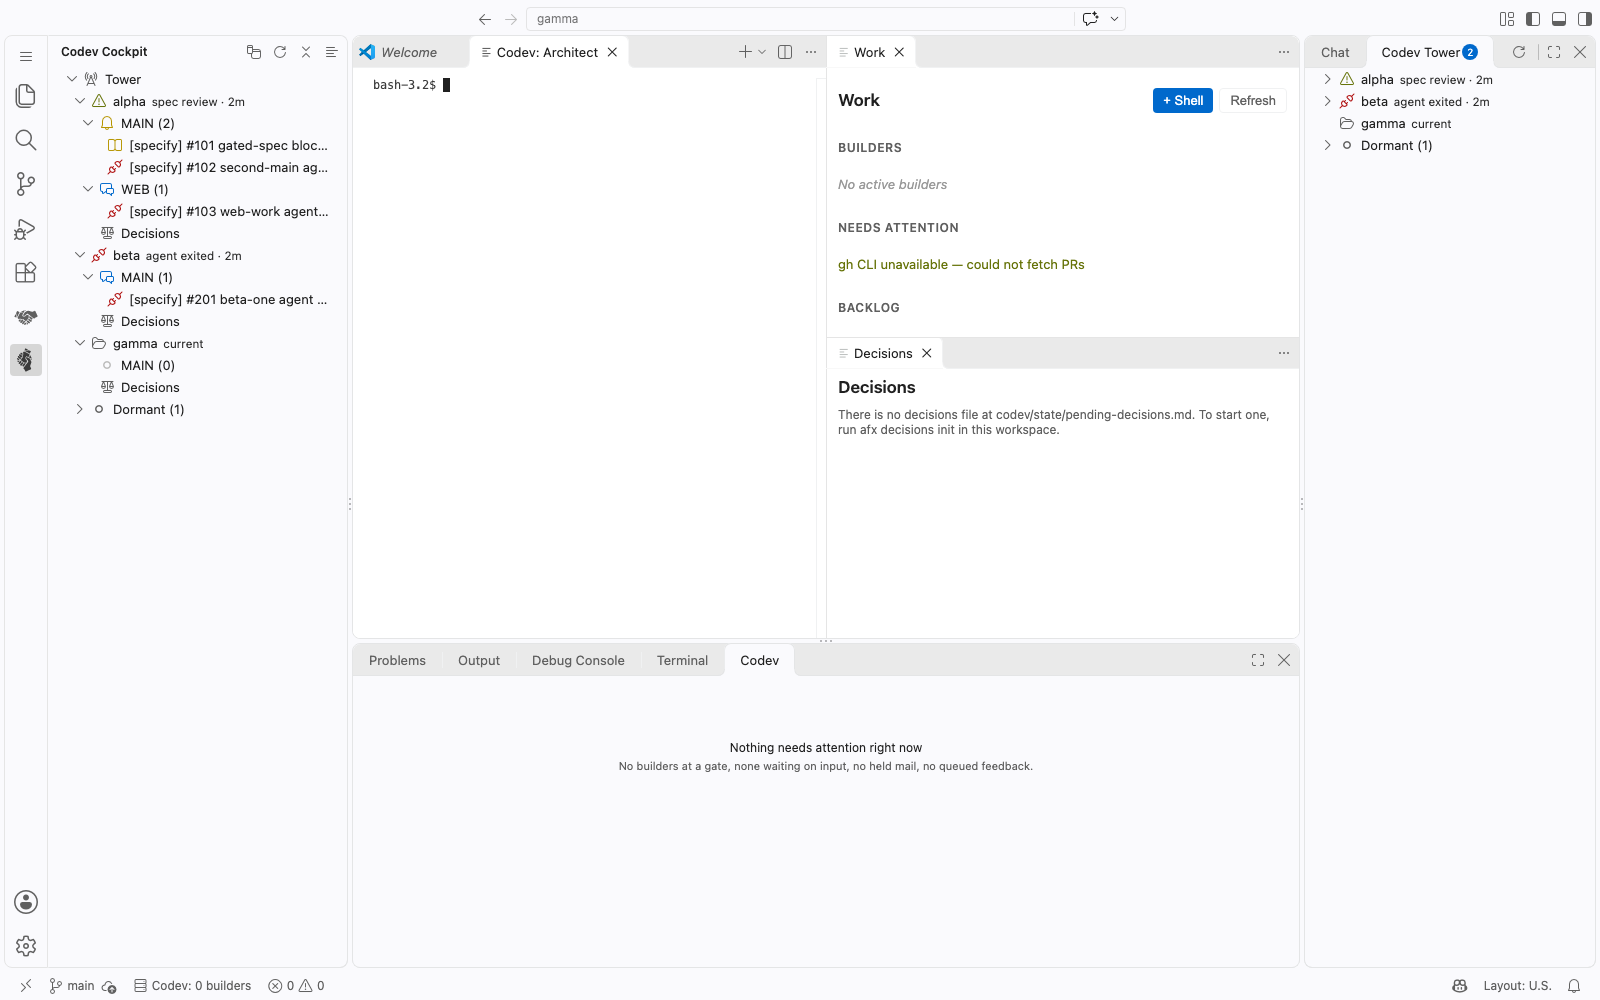 gamma
Codev Cockpit
Tower
alpha spec review · 2m
MAIN (2)
[specify] #101 gated-spec bloc...
[specify] #102 second-main ag...
WEB (1)
[specify] #103 web-work agent...
Decisions
beta agent exited · 2m
MAIN (1)
[specify] #201 beta-one agent ...
Decisions
gamma current
MAIN (0)
Decisions
Dormant (1)
Welcome
Codev: Architect
bash-3.2$
Work
Work
+ Shell
Refresh
BUILDERS
No active builders
NEEDS ATTENTION
gh CLI unavailable — could not fetch PRs
BACKLOG
Decisions
Decisions
There is no decisions file at codev/state/pending-decisions.md. To start one,
run afx decisions init in this workspace.
Problems
Output
Debug Console
Terminal
Codev
Nothing needs attention right now
No builders at a gate, none waiting on input, no held mail, no queued feedback.
Chat
Codev Tower 2
alpha spec review · 2m
beta agent exited · 2m
gamma current
Dormant (1)
main
Codev: 0 builders
0
0
Layout: U.S.